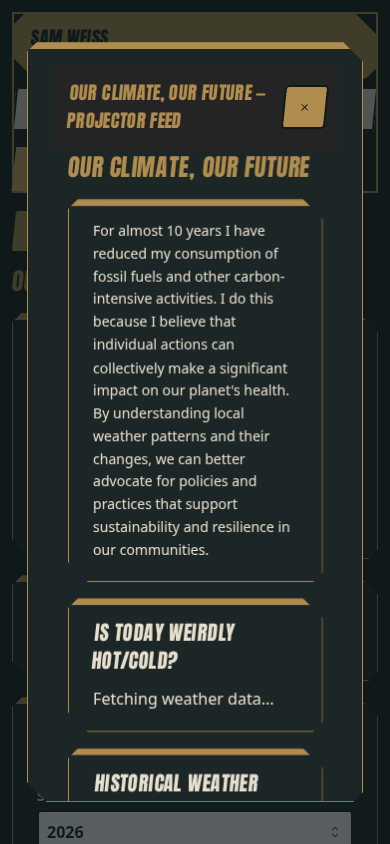 SAM WEISS
OUR CLIMATE, OUR FUTURE —
PROJECTOR FEED
×
OUR CLIMATE, OUR FUTURE
For almost 10 years I have
reduced my consumption of
fossil fuels and other carbon-
intensive activities. I do this
because I believe that
individual actions can
collectively make a significant
impact on our planet's health.
By understanding local
weather patterns and their
changes, we can better
advocate for policies and
practices that support
sustainability and resilience in
our communities.
IS TODAY WEIRDLY
HOT/COLD?
Fetching weather data...
HISTORICAL WEATHER
2026